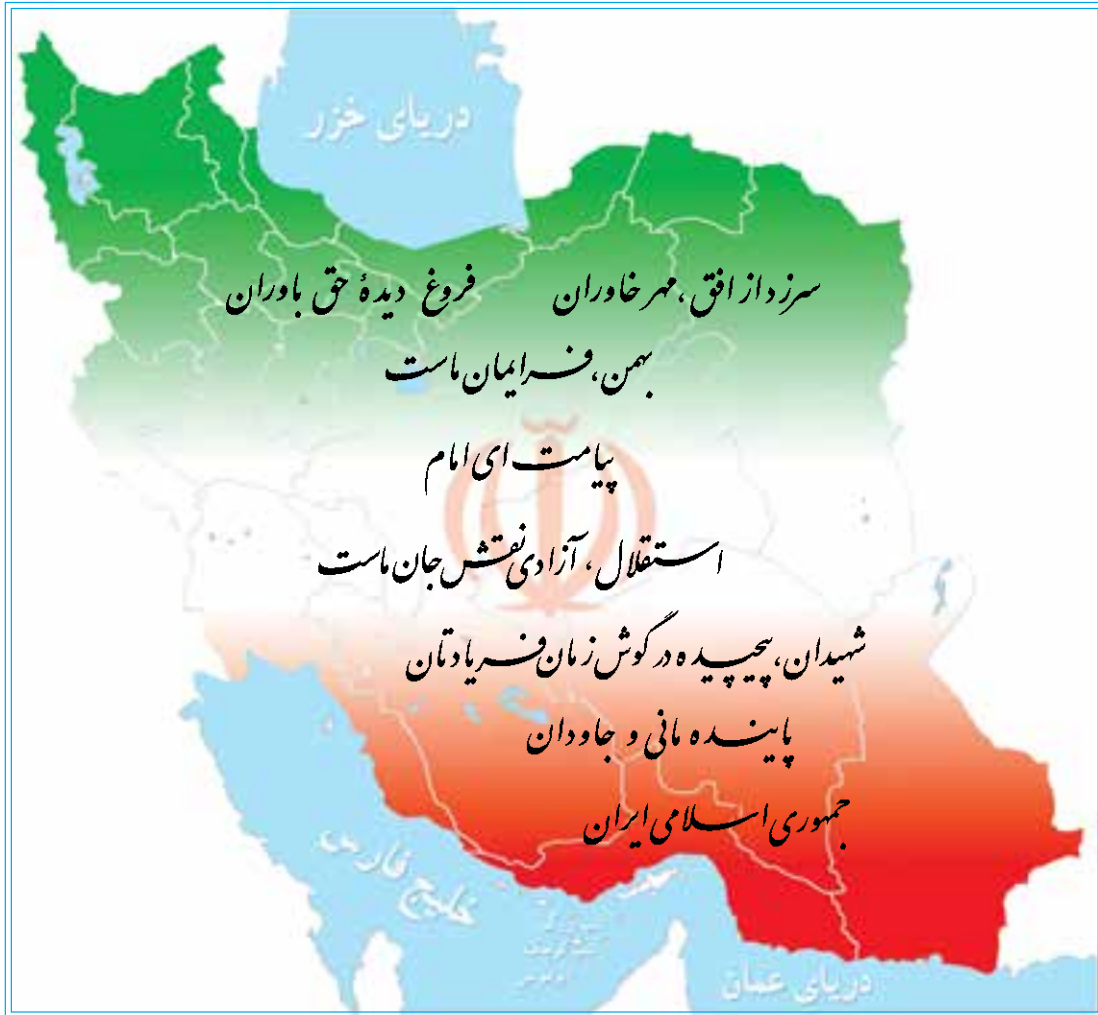 دریای خزر
سرزد از افق، مهر خاوران فروغ دیدهٔ حق باوران
بهمن، فر ایمان ماست
پیامت ای امام
استقلال، آزادی نقش جان ماست
شهیدان، پیچیده در گوش زمان فریادتان
پاینده مانی و جاودان
جمهوری اسلامی ایران
خلیج فارس
دریای عمان